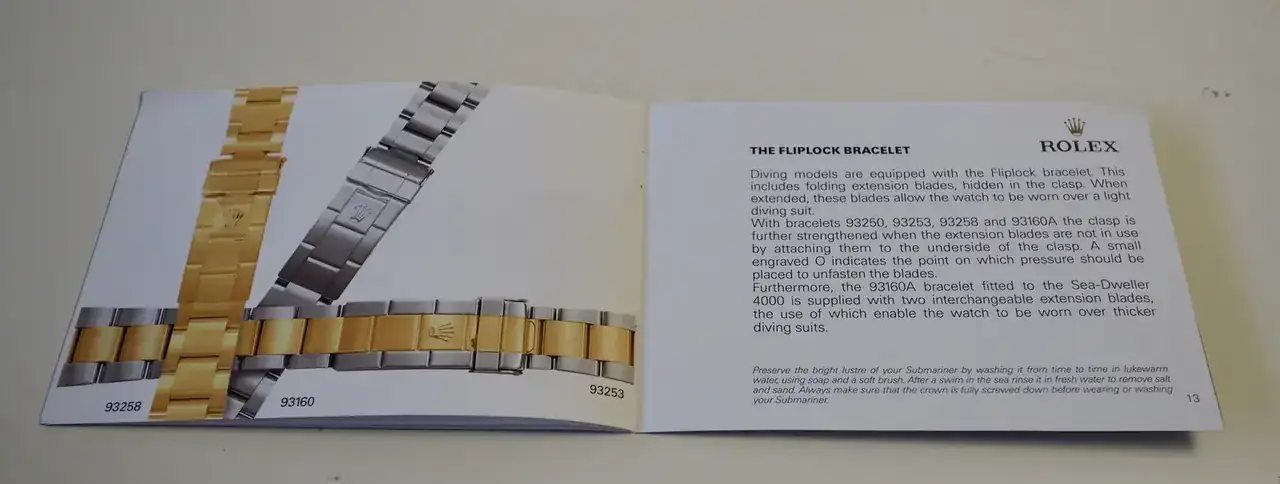 93258
93160
93253
ROLEX
THE FLIPLOCK BRACELET
Diving models are equipped with the Fliplock bracelet. This
includes folding extension blades, hidden in the clasp. When
extended, these blades allow the watch to be worn over a light
diving suit.
With bracelets 93250, 93253, 93258 and 93160A the clasp is
further strengthened when the extension blades are not in use
by attaching them to the underside of the clasp. A small
engraved O indicates the point on which pressure should be
placed to unfasten the blades.
Furthermore, the 93160A bracelet fitted to the Sea-Dweller
4000 is supplied with two interchangeable extension blades,
the use of which enable the watch to be worn over thicker
diving suits.
Preserve the bright lustre of your Submariner by washing it from time to time in lukewarm
water, using soap and a soft brush. After a swim in the sea rinse it in fresh water to remove salt
and sand. Always make sure that the crown is fully screwed down before wearing or washing
your Submariner.
13